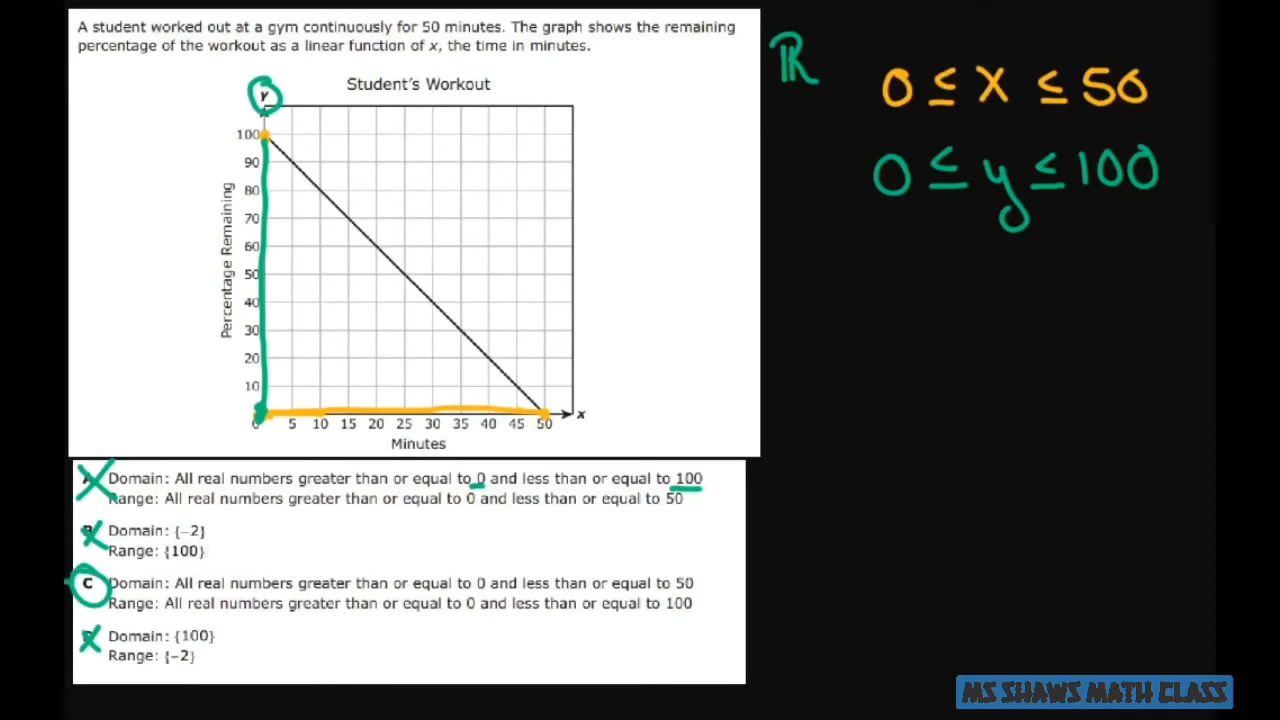 A student worked out at a gym continuously for 50 minutes. The graph shows the remaining
percentage of the workout as a linear function of x, the time in minutes.
ℝ
0 ≤ x ≤ 50
0 ≤ y ≤ 100
Student's Workout
y
100
90
80
70
60
50
40
30
20
10
Percentage Remaining
0 5 10 15 20 25 30 35 40 45 50
x
Minutes
A Domain: All real numbers greater than or equal to 0 and less than or equal to 100
Range: All real numbers greater than or equal to 0 and less than or equal to 50
B Domain: {−2}
Range: {100}
C Domain: All real numbers greater than or equal to 0 and less than or equal to 50
Range: All real numbers greater than or equal to 0 and less than or equal to 100
D Domain: {100}
Range: {−2}
MS SHAWS MATH CLASS